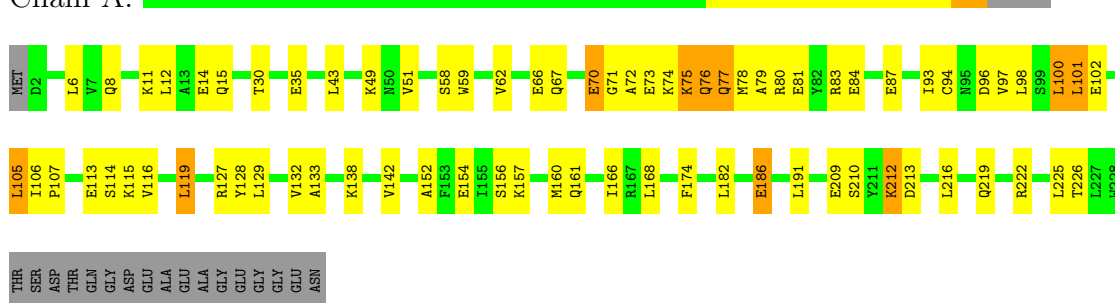 Chain A:
MET D2 L6 V7 Q8 K11 L12 A13 E14 Q15 T30 E35 L43 K49 N50 V51 S58 W59 V62 E66 Q67 E70 G71 A72 E73 K74 K75 Q76 Q77 M78 A79 R80 E81 Y82 R83 E84 E87 I93 C94 N95 D96 V97 L98 S99 L100 L101 E102
L105 I106 P107 E113 S114 K115 V116 L119 R127 Y128 L129 V132 A133 K138 V142 A152 F153 E154 I155 S156 K157 M160 Q161 I166 R167 L168 F174 L182 E186 L191 E209 S210 Y211 K212 D213 L216 Q219 R222 L225 T226 L227 W228
THR SER ASP THR GLN GLY ASP GLU ALA GLU ALA GLY GLU GLY GLY GLU ASN